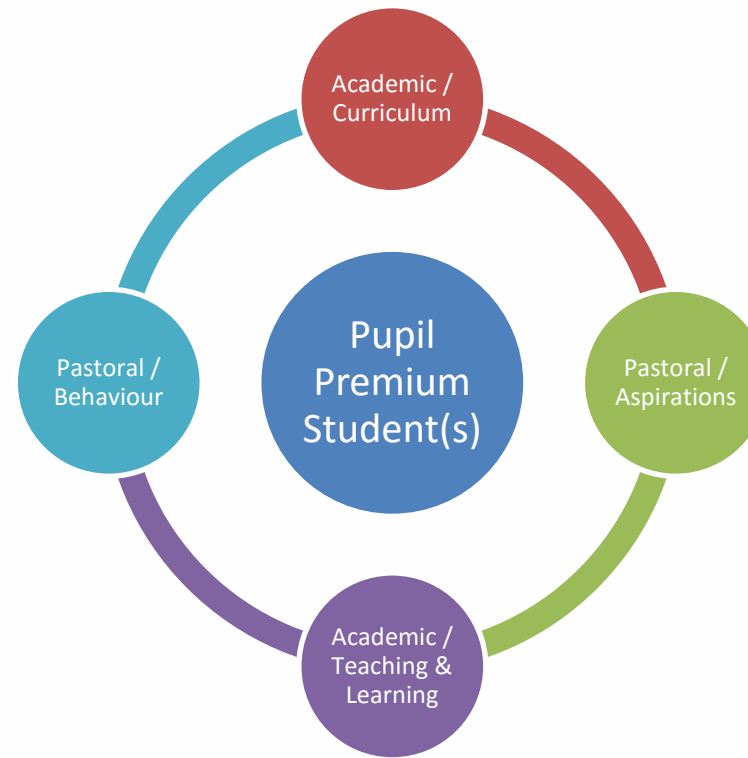 Academic /
Curriculum
Pastoral /
Behaviour
Pupil
Premium
Student(s)
Pastoral /
Aspirations
Academic /
Teaching &
Learning